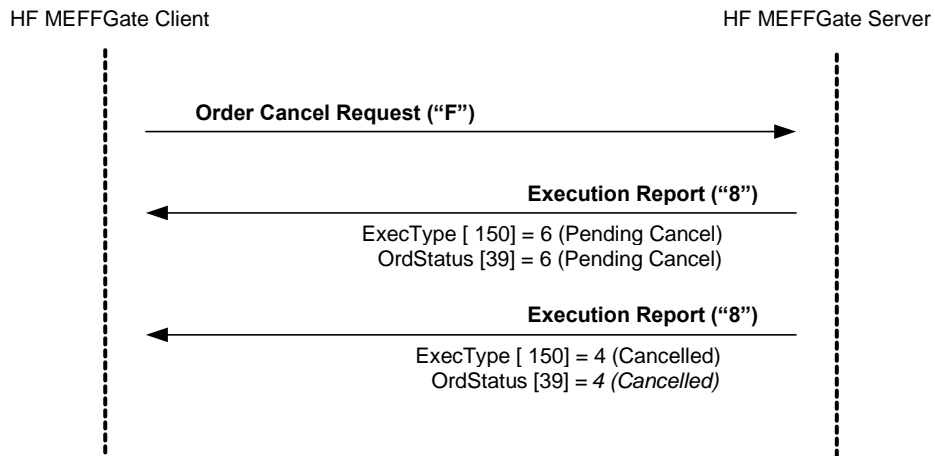 HF MEFFGate Client
HF MEFFGate Server
Order Cancel Request (“F”)
Execution Report (“8”)
ExecType [ 150] = 6 (Pending Cancel)
OrdStatus [39] = 6 (Pending Cancel)
Execution Report (“8”)
ExecType [ 150] = 4 (Cancelled)
OrdStatus [39] = 4 (Cancelled)